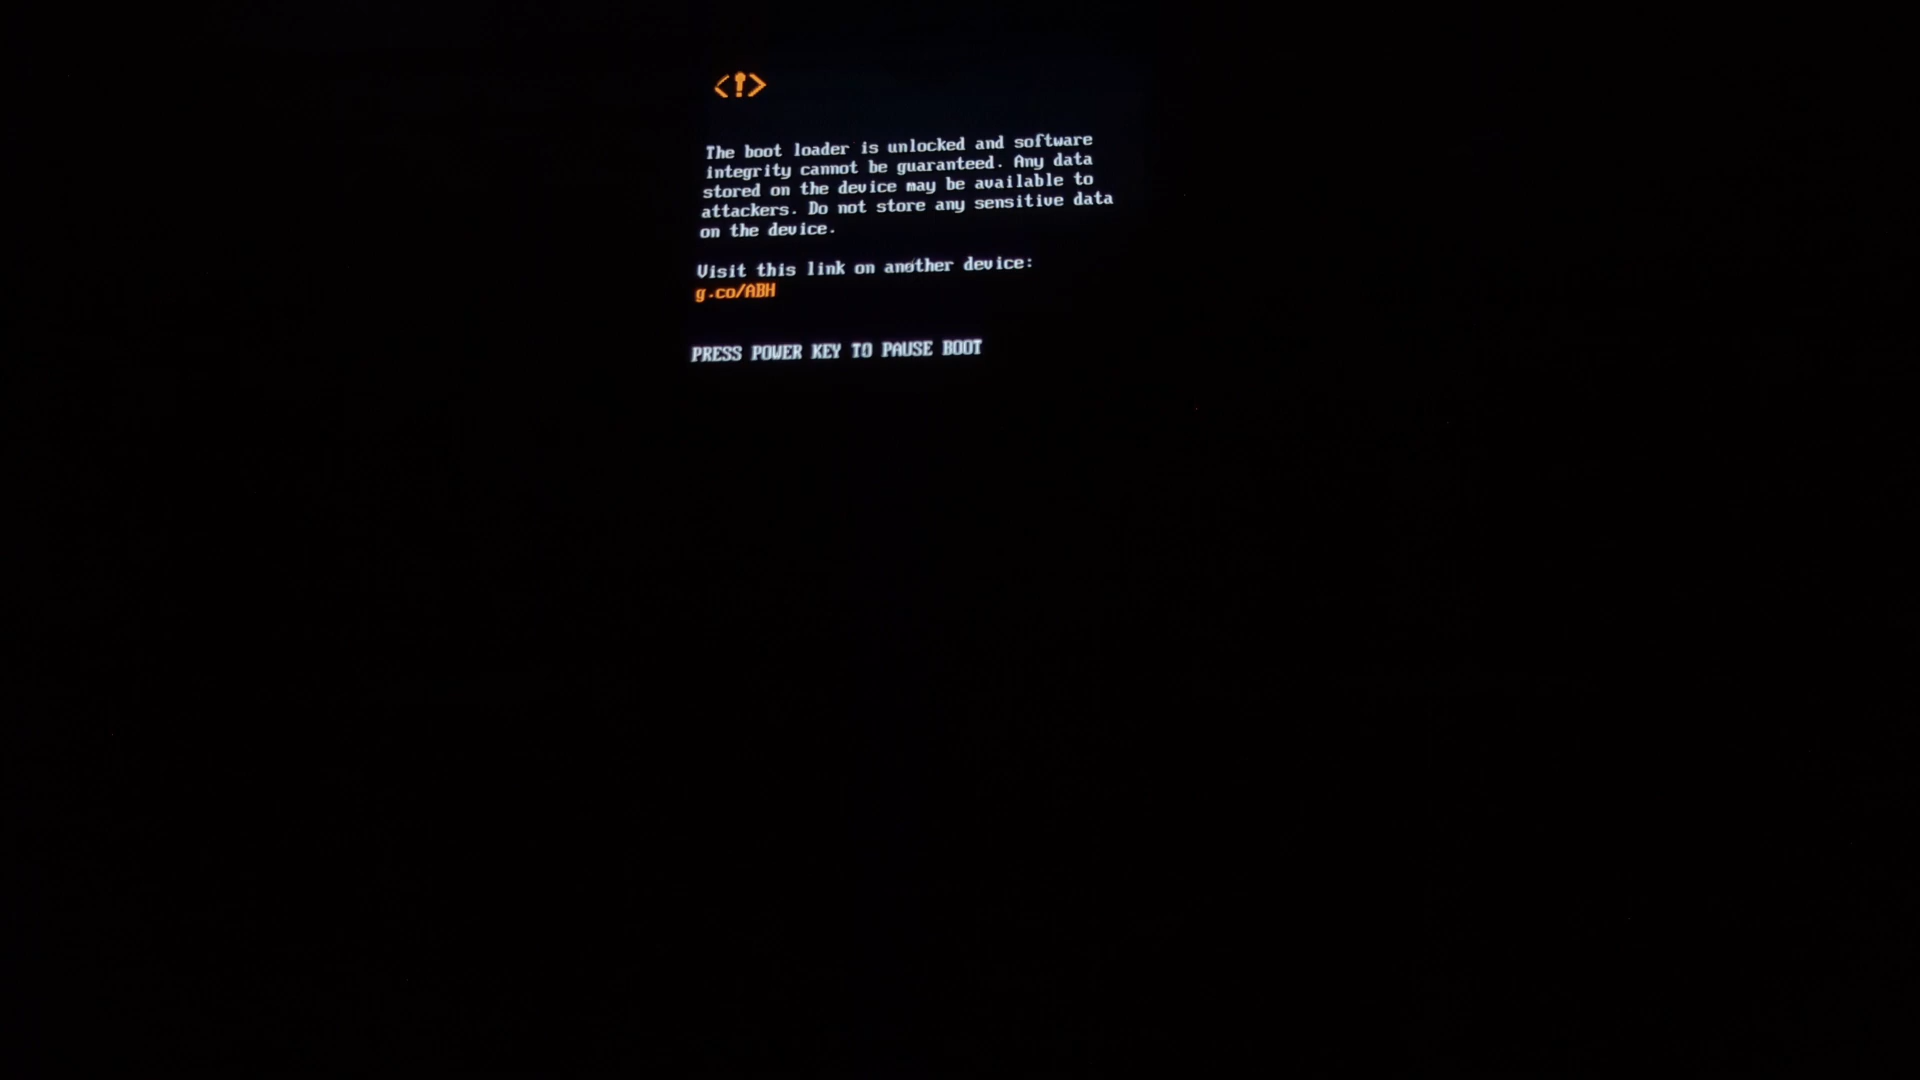 <!>
The boot loader is unlocked and software
integrity cannot be guaranteed. Any data
stored on the device may be available to
attackers. Do not store any sensitive data
on the device.
Visit this link on another device:
g.co/ABH
PRESS POWER KEY TO PAUSE BOOT